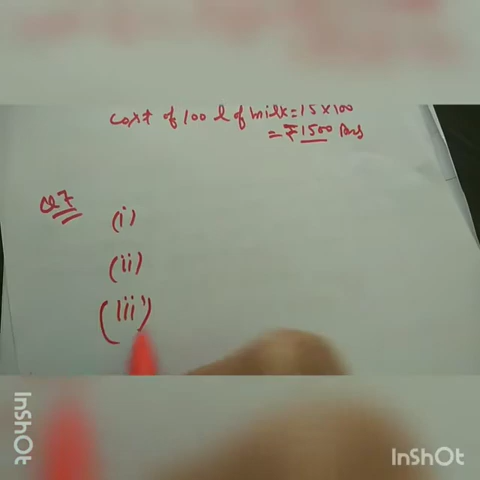 cost of 100 l of milk = 15 × 100
= ₹ 1500 Ans
Q7
(i)
(ii)
(iii)
InShOt
InShOt